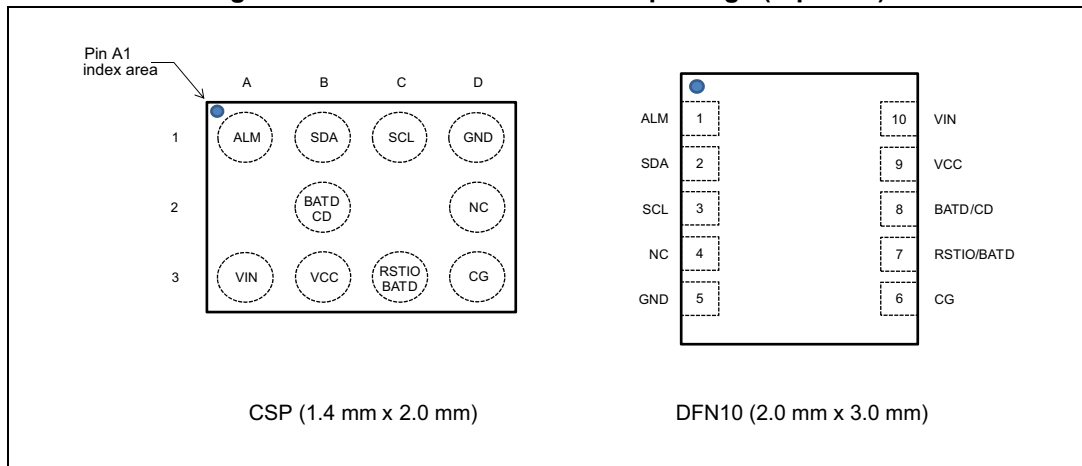 Pin A1
index area
A B C D
1 ALM SDA SCL GND
2 BATD CD NC
3 VIN VCC RSTIO BATD CG
CSP (1.4 mm x 2.0 mm)
ALM 1 10 VIN
SDA 2 9 VCC
SCL 3 8 BATD/CD
NC 4 7 RSTIO/BATD
GND 5 6 CG
DFN10 (2.0 mm x 3.0 mm)